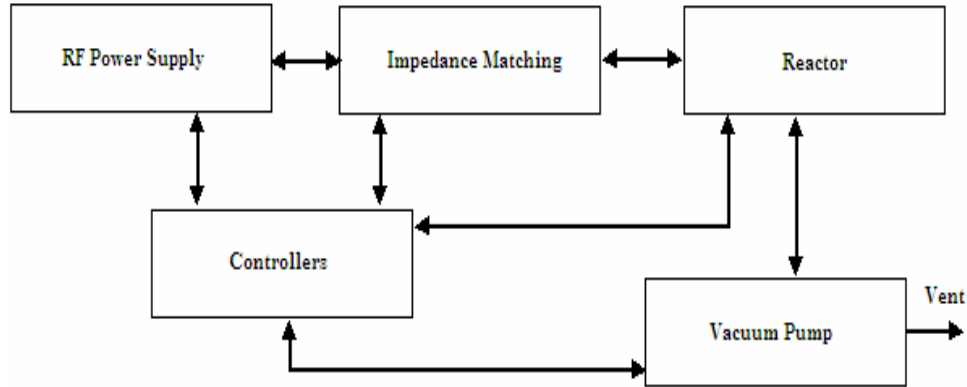 RF Power Supply
Impedance Matching
Reactor
Controllers
Vent
Vacuum Pump